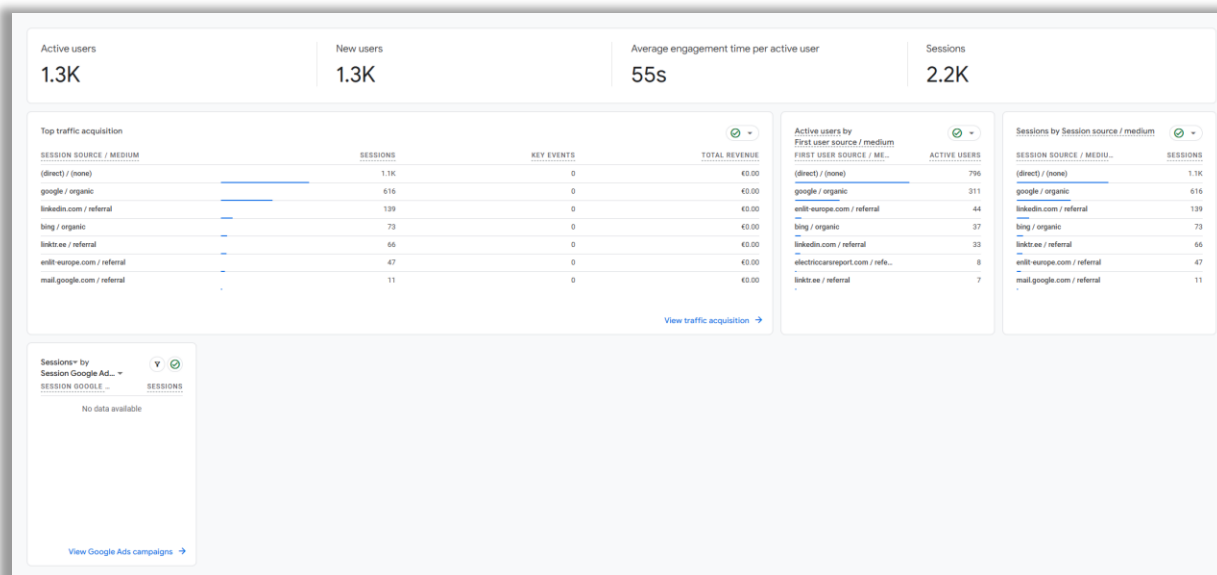 Active users
New users
Average engagement time per active user
Sessions
1.3K
1.3K
55s
2.2K
Top traffic acquisition
SESSION SOURCE / MEDIUM SESSIONS KEY EVENTS TOTAL REVENUE
(direct) / (none) 1.1K 0 €0.00
google / organic 616 0 €0.00
linkedin.com / referral 139 0 €0.00
bing / organic 73 0 €0.00
linktr.ee / referral 66 0 €0.00
enlit-europe.com / referral 47 0 €0.00
mail.google.com / referral 11 0 €0.00
View traffic acquisition
Active users by
First user source / medium
FIRST USER SOURCE / ME... ACTIVE USERS
(direct) / (none) 796
google / organic 311
enlit-europe.com / referral 44
bing / organic 37
linkedin.com / referral 33
electriccarsreport.com / refe... 8
linktr.ee / referral 7
Sessions by Session source / medium
SESSION SOURCE / MEDIU... SESSIONS
(direct) / (none) 1.1K
google / organic 616
linkedin.com / referral 139
bing / organic 73
linktr.ee / referral 66
enlit-europe.com / referral 47
mail.google.com / referral 11
Sessions by
Session Google Ad...
SESSION GOOGLE ... SESSIONS
No data available
View Google Ads campaigns